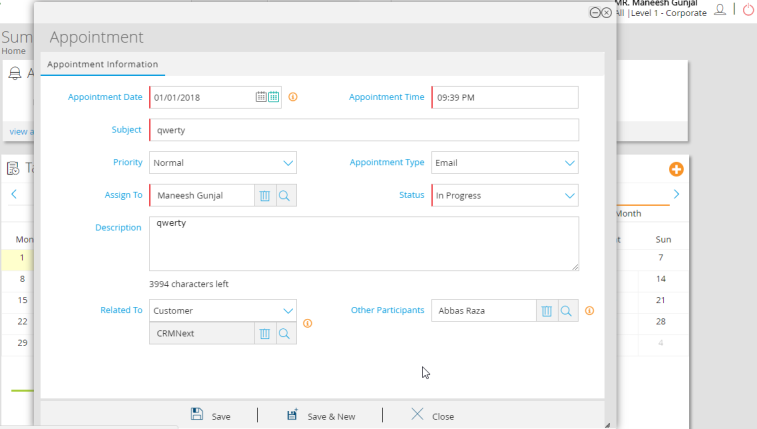 MR. Maneesh Gunjal
All |Level 1 - Corporate
Sum
Home
A
view a
Ta
Month
Mon
Sun
1
7
8
14
15
21
22
28
29
4
Appointment
Appointment Information
Appointment Date 01/01/2018 Appointment Time 09:39 PM
Subject qwerty
Priority Normal Appointment Type Email
Assign To Maneesh Gunjal Status In Progress
Description qwerty
3994 characters left
Related To Customer Other Participants Abbas Raza
CRMNext
Save Save & New Close